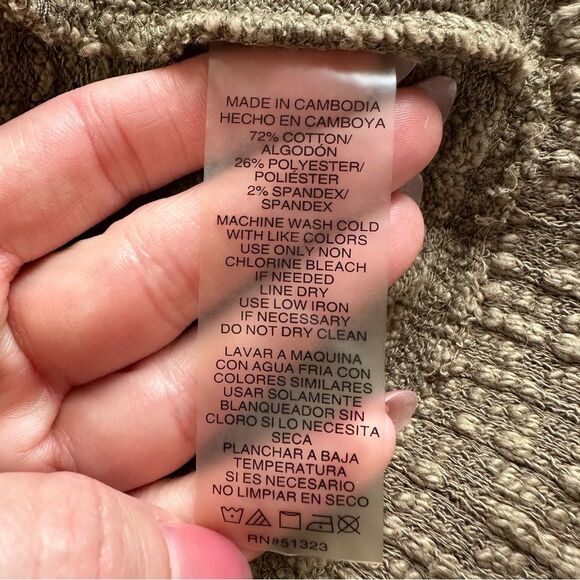 MADE IN CAMBODIA
HECHO EN CAMBOYA
72% COTTON/
ALGODÓN
26% POLYESTER/
POLIÉSTER
2% SPANDEX/
SPANDEX
MACHINE WASH COLD
WITH LIKE COLORS
USE ONLY NON
CHLORINE BLEACH
IF NEEDED
LINE DRY
USE LOW IRON
IF NECESSARY
DO NOT DRY CLEAN
LAVAR A MAQUINA
CON AGUA FRIA CON
COLORES SIMILARES
USAR SOLAMENTE
BLANQUEADOR SIN
CLORO SI LO NECESITA
SECA
PLANCHAR A BAJA
TEMPERATURA
SI ES NECESARIO
NO LIMPIAR EN SECO
RN#51323